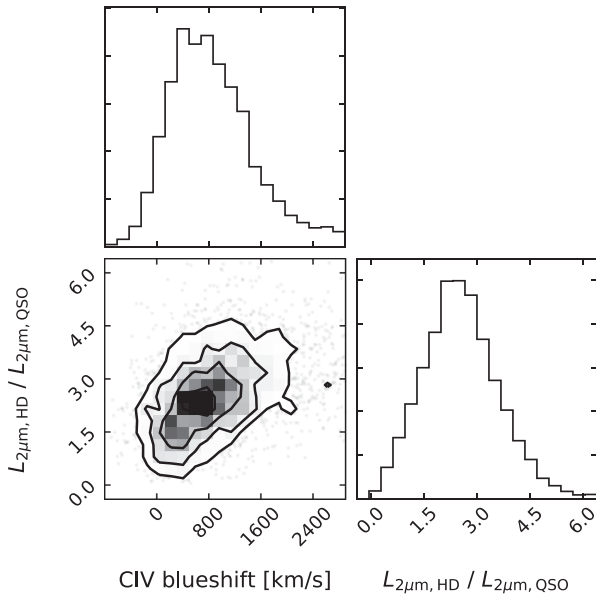 6.0
4.5
3.0
1.5
0.0
L2μm, HD / L2μm, QSO
0 800 1600 2400
0.0 1.5 3.0 4.5 6.0
CIV blueshift [km/s]
L2μm, HD / L2μm, QSO